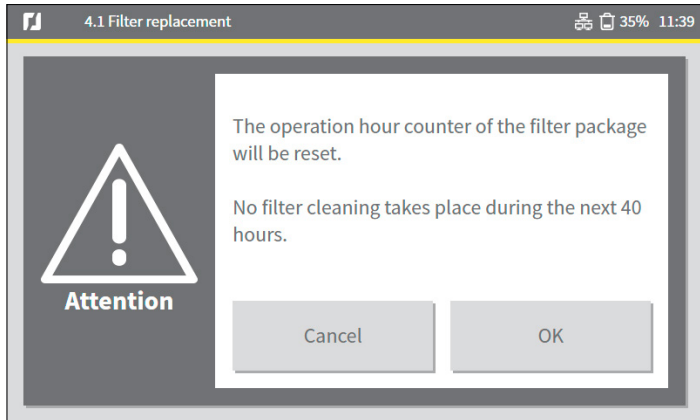 4.1 Filter replacement
35% 11:39
The operation hour counter of the filter package
will be reset.
No filter cleaning takes place during the next 40
hours.
Attention
Cancel
OK